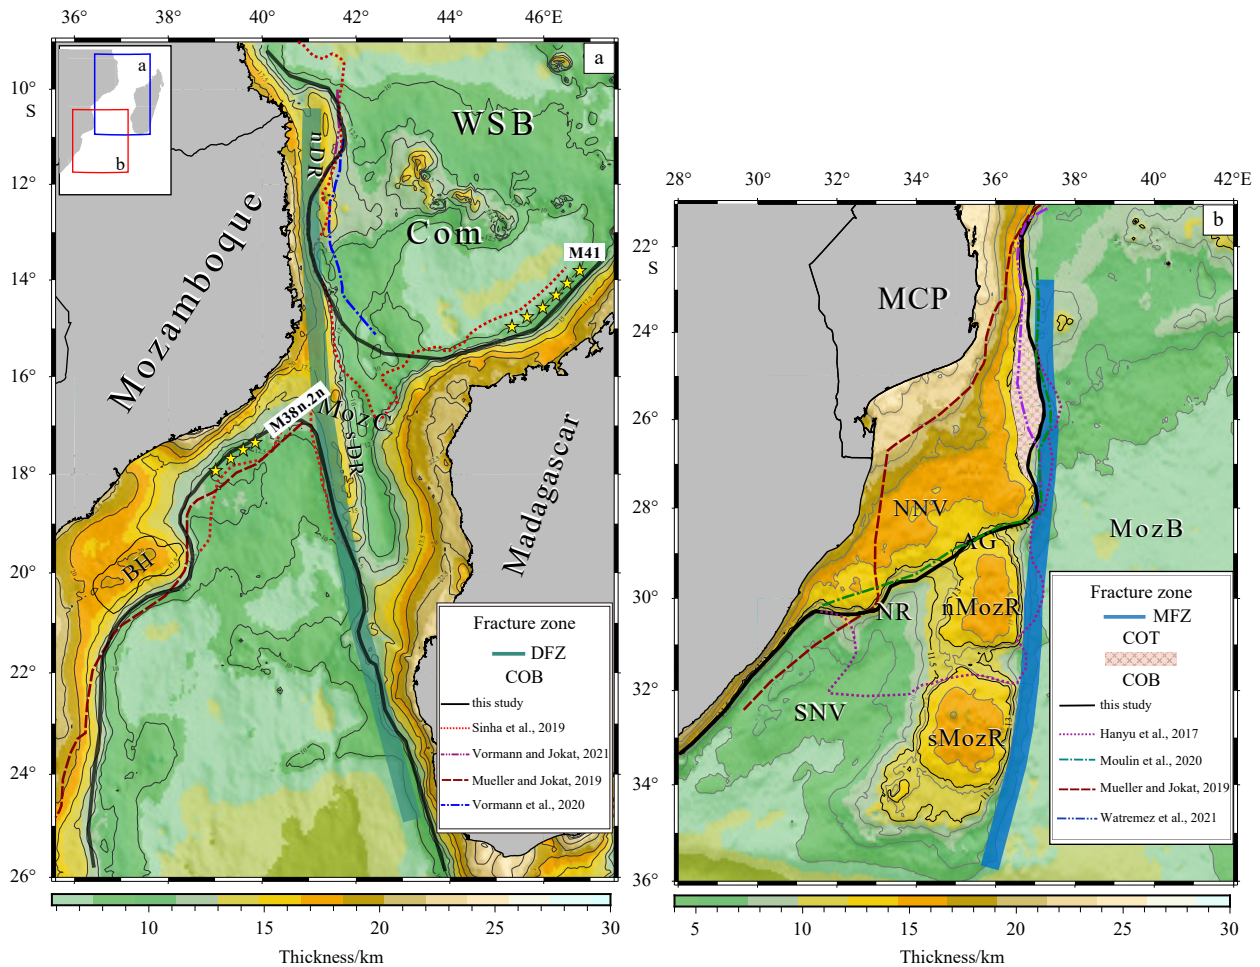 36°
38°
40°
42°
44°
46°E
10°
S
12°
14°
16°
18°
20°
22°
24°
26°
a
b
a
WSB
nDR
Com
M41
Mozamboque
M38n.2n
MozC
sDR
Madagascar
BH
Fracture zone
DFZ
COB
this study
Sinha et al., 2019
Vormann and Jokat, 2021
Mueller and Jokat, 2019
Vormann et al., 2020
10
15
20
25
30
Thickness/km
28°
30°
32°
34°
36°
38°
40°
42°E
22°
S
24°
26°
28°
30°
32°
34°
36°
b
MCP
NNV
AG
MozB
NR
nMozR
SNV
sMozR
Fracture zone
MFZ
COT
COB
this study
Hanyu et al., 2017
Moulin et al., 2020
Mueller and Jokat, 2019
Watremez et al., 2021
5
10
15
20
25
30
Thickness/km